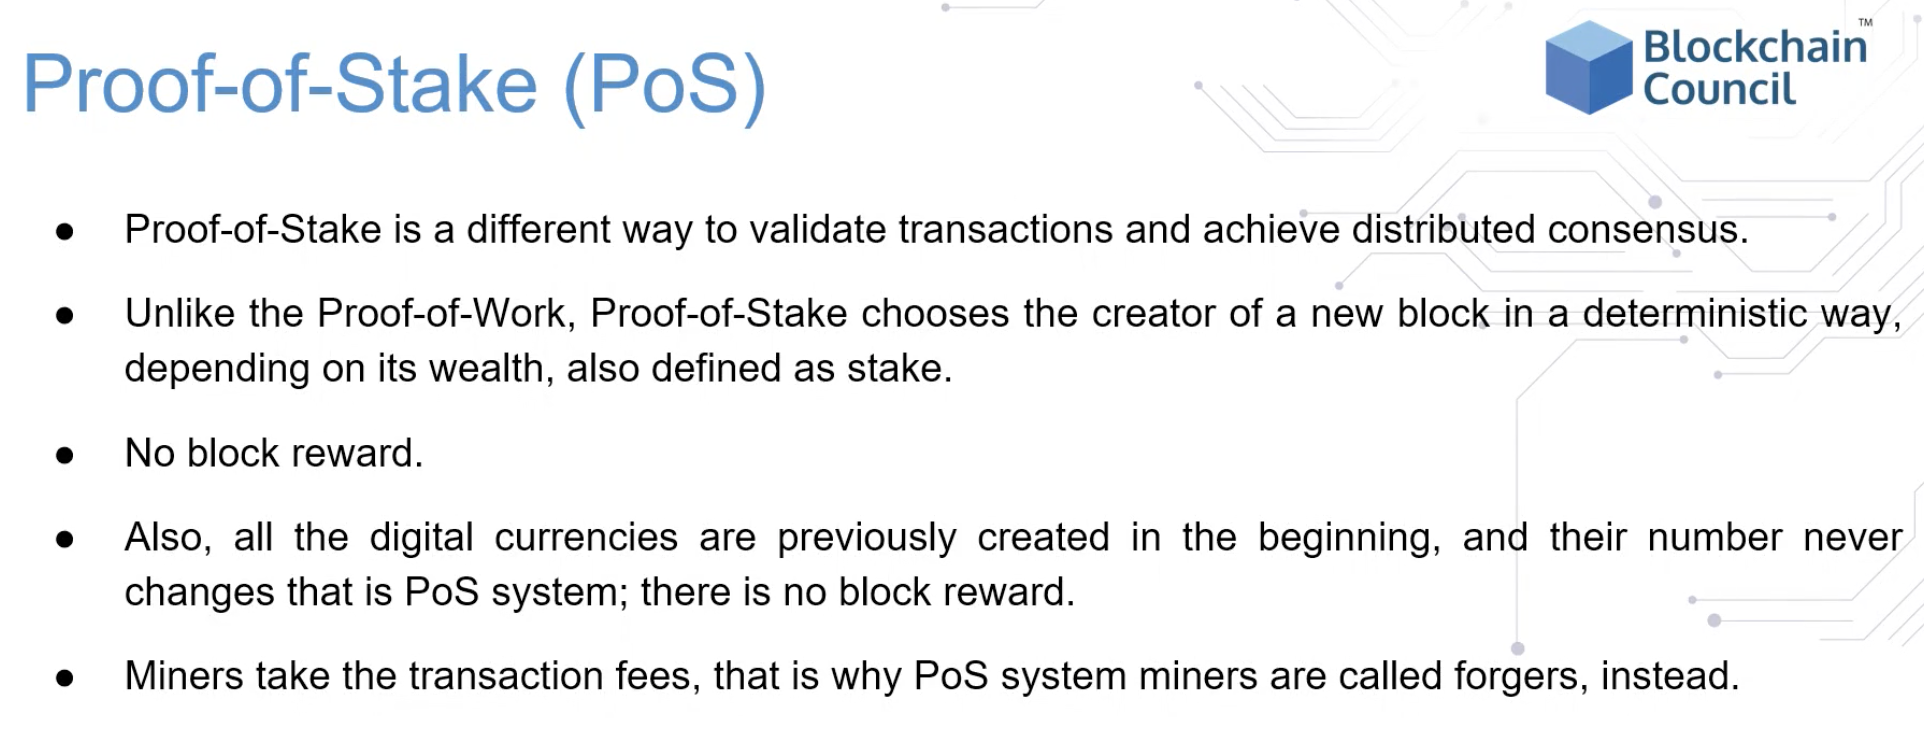 Proof-of-Stake (PoS)
Blockchain
Council
TM
● Proof-of-Stake is a different way to validate transactions and achieve distributed consensus.
● Unlike the Proof-of-Work, Proof-of-Stake chooses the creator of a new block in a deterministic way,
depending on its wealth, also defined as stake.
● No block reward.
● Also, all the digital currencies are previously created in the beginning, and their number never
changes that is PoS system; there is no block reward.
● Miners take the transaction fees, that is why PoS system miners are called forgers, instead.